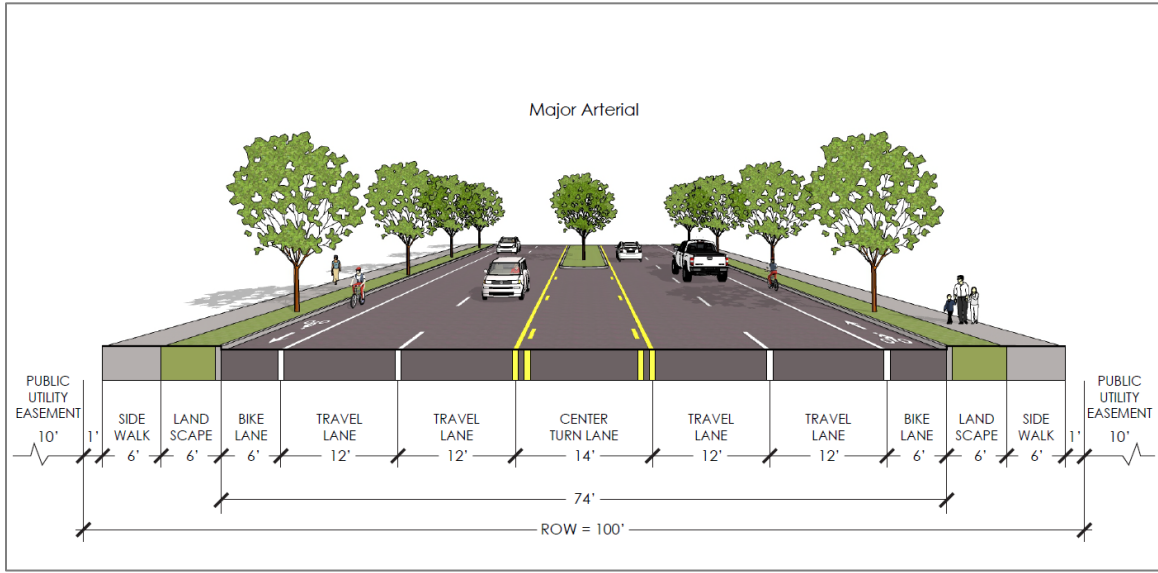 Major Arterial
PUBLIC
UTILITY
EASEMENT
10'
1'
SIDE
WALK
6'
LAND
SCAPE
6'
BIKE
LANE
6'
TRAVEL
LANE
12'
TRAVEL
LANE
12'
CENTER
TURN LANE
14'
TRAVEL
LANE
12'
TRAVEL
LANE
12'
BIKE
LANE
6'
LAND
SCAPE
6'
SIDE
WALK
6'
1'
PUBLIC
UTILITY
EASEMENT
10'
74'
ROW = 100'